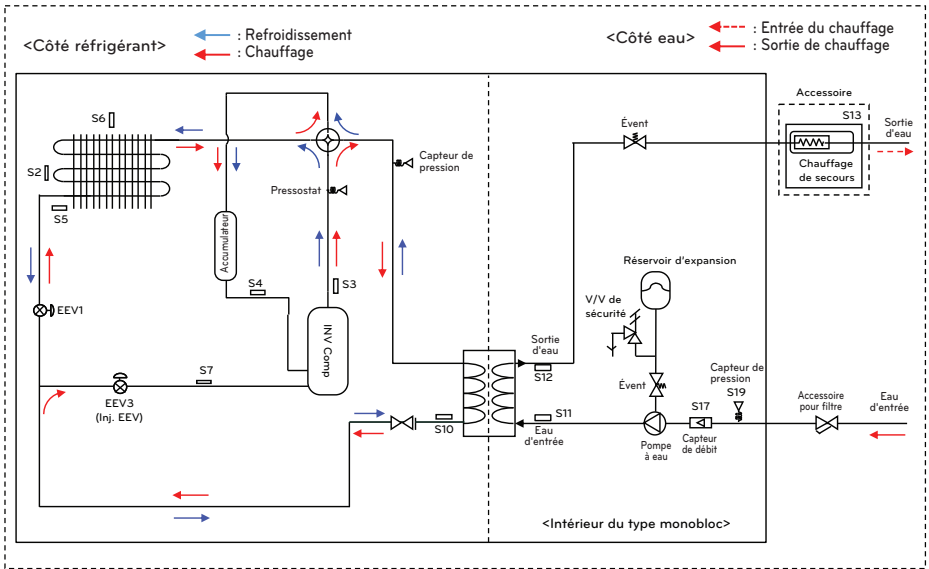 <Côté réfrigérant>
: Refroidissement
: Chauffage
<Côté eau>
: Entrée du chauffage
: Sortie de chauffage
Accessoire
S13
Sortie
d'eau
Chauffage
de secours
S6
S2
S5
Évent
Capteur de
pression
Pressostat
Accumulateur
S4
S3
INV Comp
EEV1
S7
EEV3
(Inj. EEV)
Réservoir d'expansion
V/V de
sécurité
Sortie
d'eau
S12
Évent
Capteur de
pression
S19
S10
S11
Eau
d'entrée
S17
Pompe
à eau
Capteur
de débit
Accessoire
pour filtre
Eau
d'entrée
<Intérieur du type monobloc>